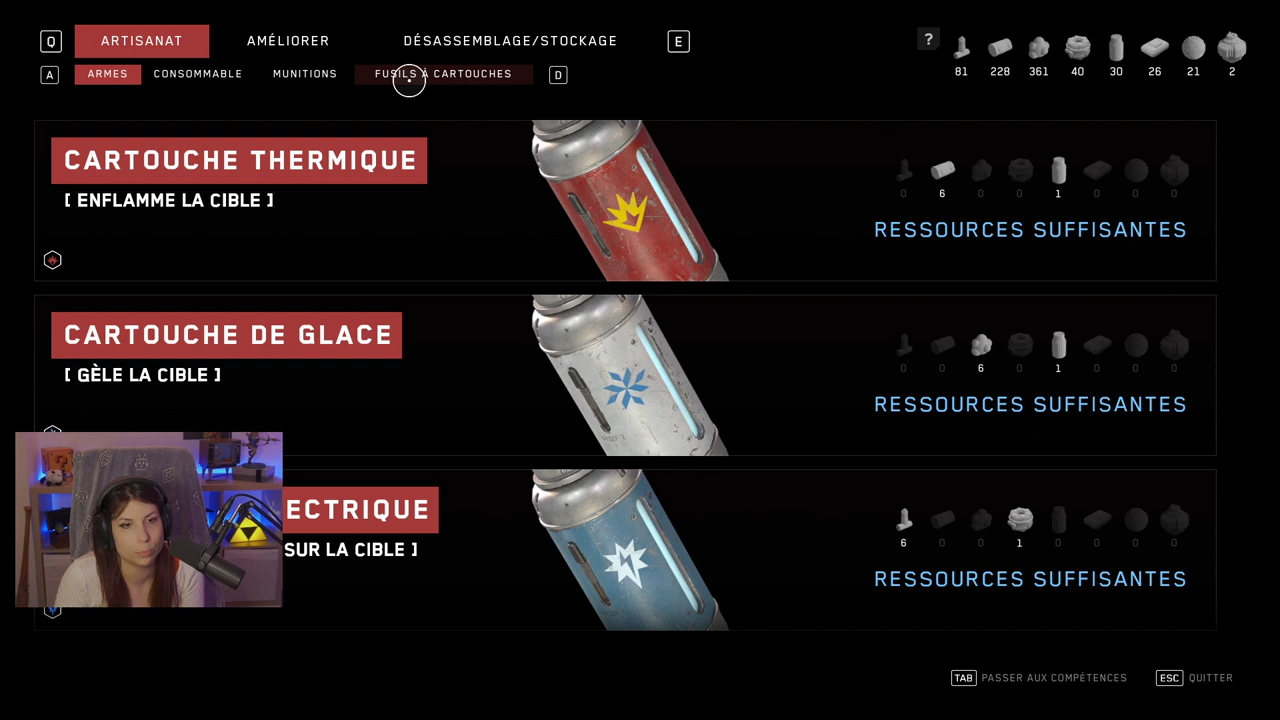 Q ARTISANAT AMÉLIORER DÉSASSEMBLAGE/STOCKAGE E
A ARMES CONSOMMABLE MUNITIONS FUSILS À CARTOUCHES D
?
81 228 361 40 30 26 21 2
CARTOUCHE THERMIQUE
[ ENFLAMME LA CIBLE ]
0 6 0 0 1 0 0 0
RESSOURCES SUFFISANTES
CARTOUCHE DE GLACE
[ GÈLE LA CIBLE ]
0 0 6 0 1 0 0 0
RESSOURCES SUFFISANTES
ECTRIQUE
SUR LA CIBLE ]
6 0 0 1 0 0 0 0
RESSOURCES SUFFISANTES
TAB PASSER AUX COMPÉTENCES ESC QUITTER